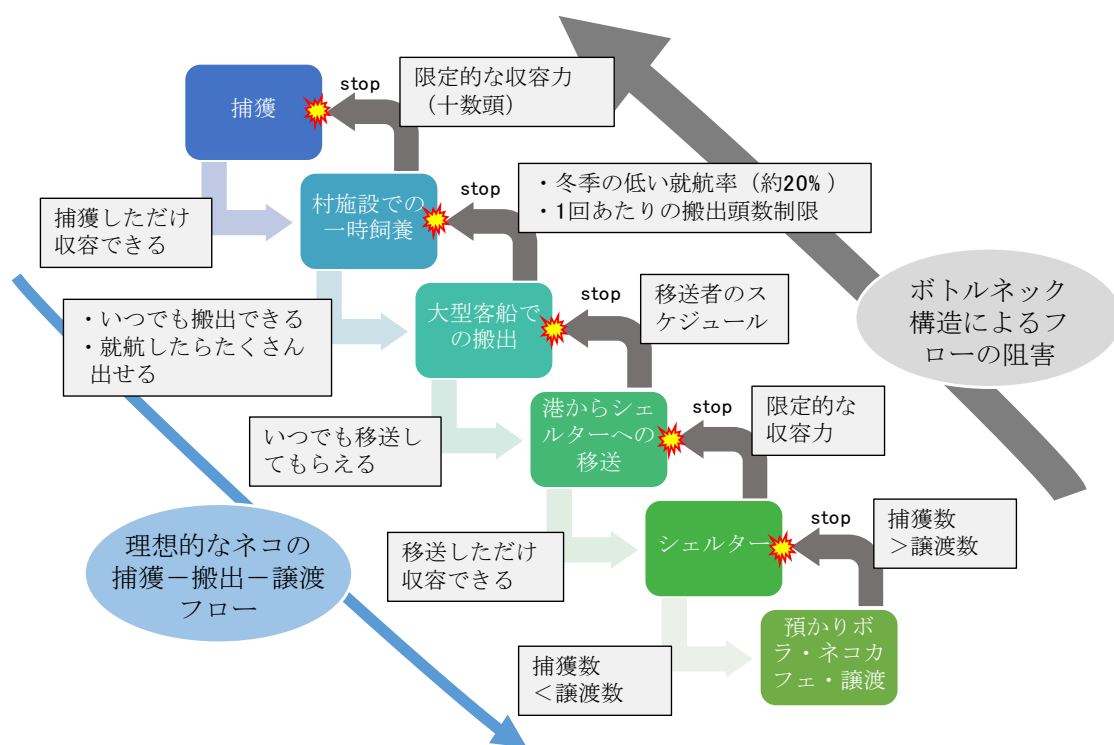 捕獲
stop
限定的な収容力
（十数頭）
捕獲しただけ
収容できる
村施設での
一時飼養
stop
・冬季の低い就航率（約20%）
・1回あたりの搬出頭数制限
・いつでも搬出できる
・就航したらたくさん
出せる
大型客船で
の搬出
stop
移送者のス
ケジュール
ボトルネック
構造によるフ
ローの阻害
いつでも移送し
てもらえる
港からシェ
ルターへの
移送
stop
限定的な
収容力
理想的なネコの
捕獲－搬出－譲渡
フロー
移送しただけ
収容できる
シェルター
stop
捕獲数
＞譲渡数
捕獲数
＜譲渡数
預かりボ
ラ・ネコカ
フェ・譲渡